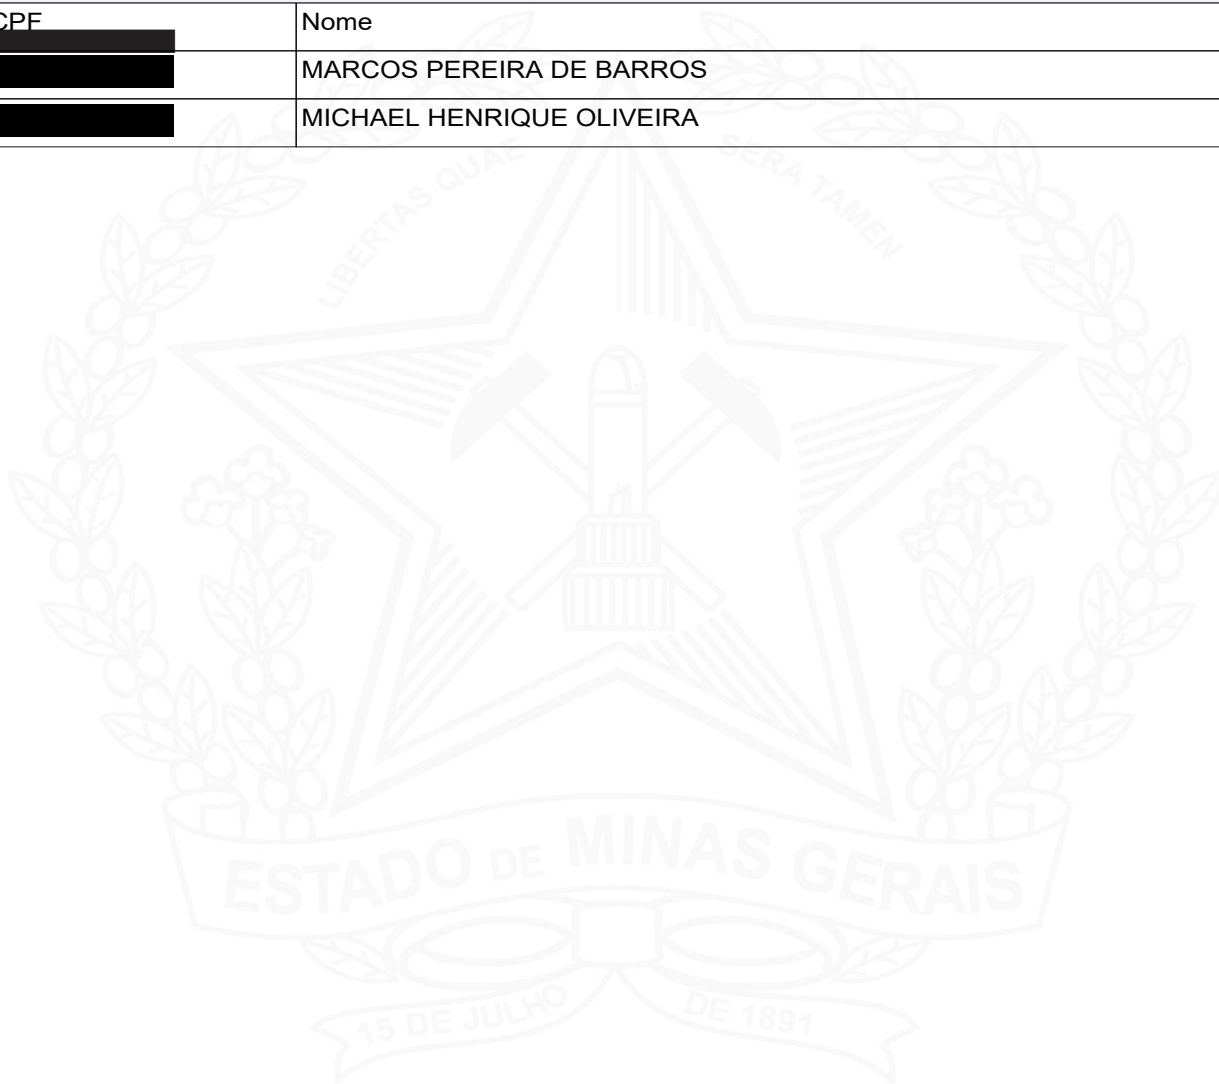 CPF Nome
MARCOS PEREIRA DE BARROS
MICHAEL HENRIQUE OLIVEIRA
LIBERTAS QUAE SERA TAMEN
ESTADO DE MINAS GERAIS
15 DE JULHO DE 1891